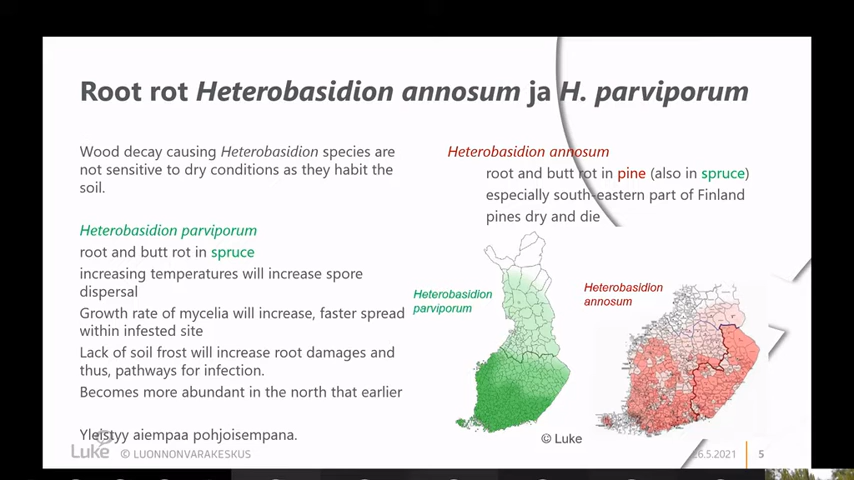 Root rot Heterobasidion annosum ja H. parviporum
Wood decay causing Heterobasidion species are
not sensitive to dry conditions as they habit the
soil.
Heterobasidion parviporum
root and butt rot in spruce
increasing temperatures will increase spore
dispersal
Growth rate of mycelia will increase, faster spread
within infested site
Lack of soil frost will increase root damages and
thus, pathways for infection.
Becomes more abundant in the north that earlier
Yleistyy aiempaa pohjoisempana.
Heterobasidion annosum
root and butt rot in pine (also in spruce)
especially south-eastern part of Finland
pines dry and die
Heterobasidion
parviporum
Heterobasidion
annosum
© Luke
Luke © LUONNONVARAKESKUS
26.5.2021 5